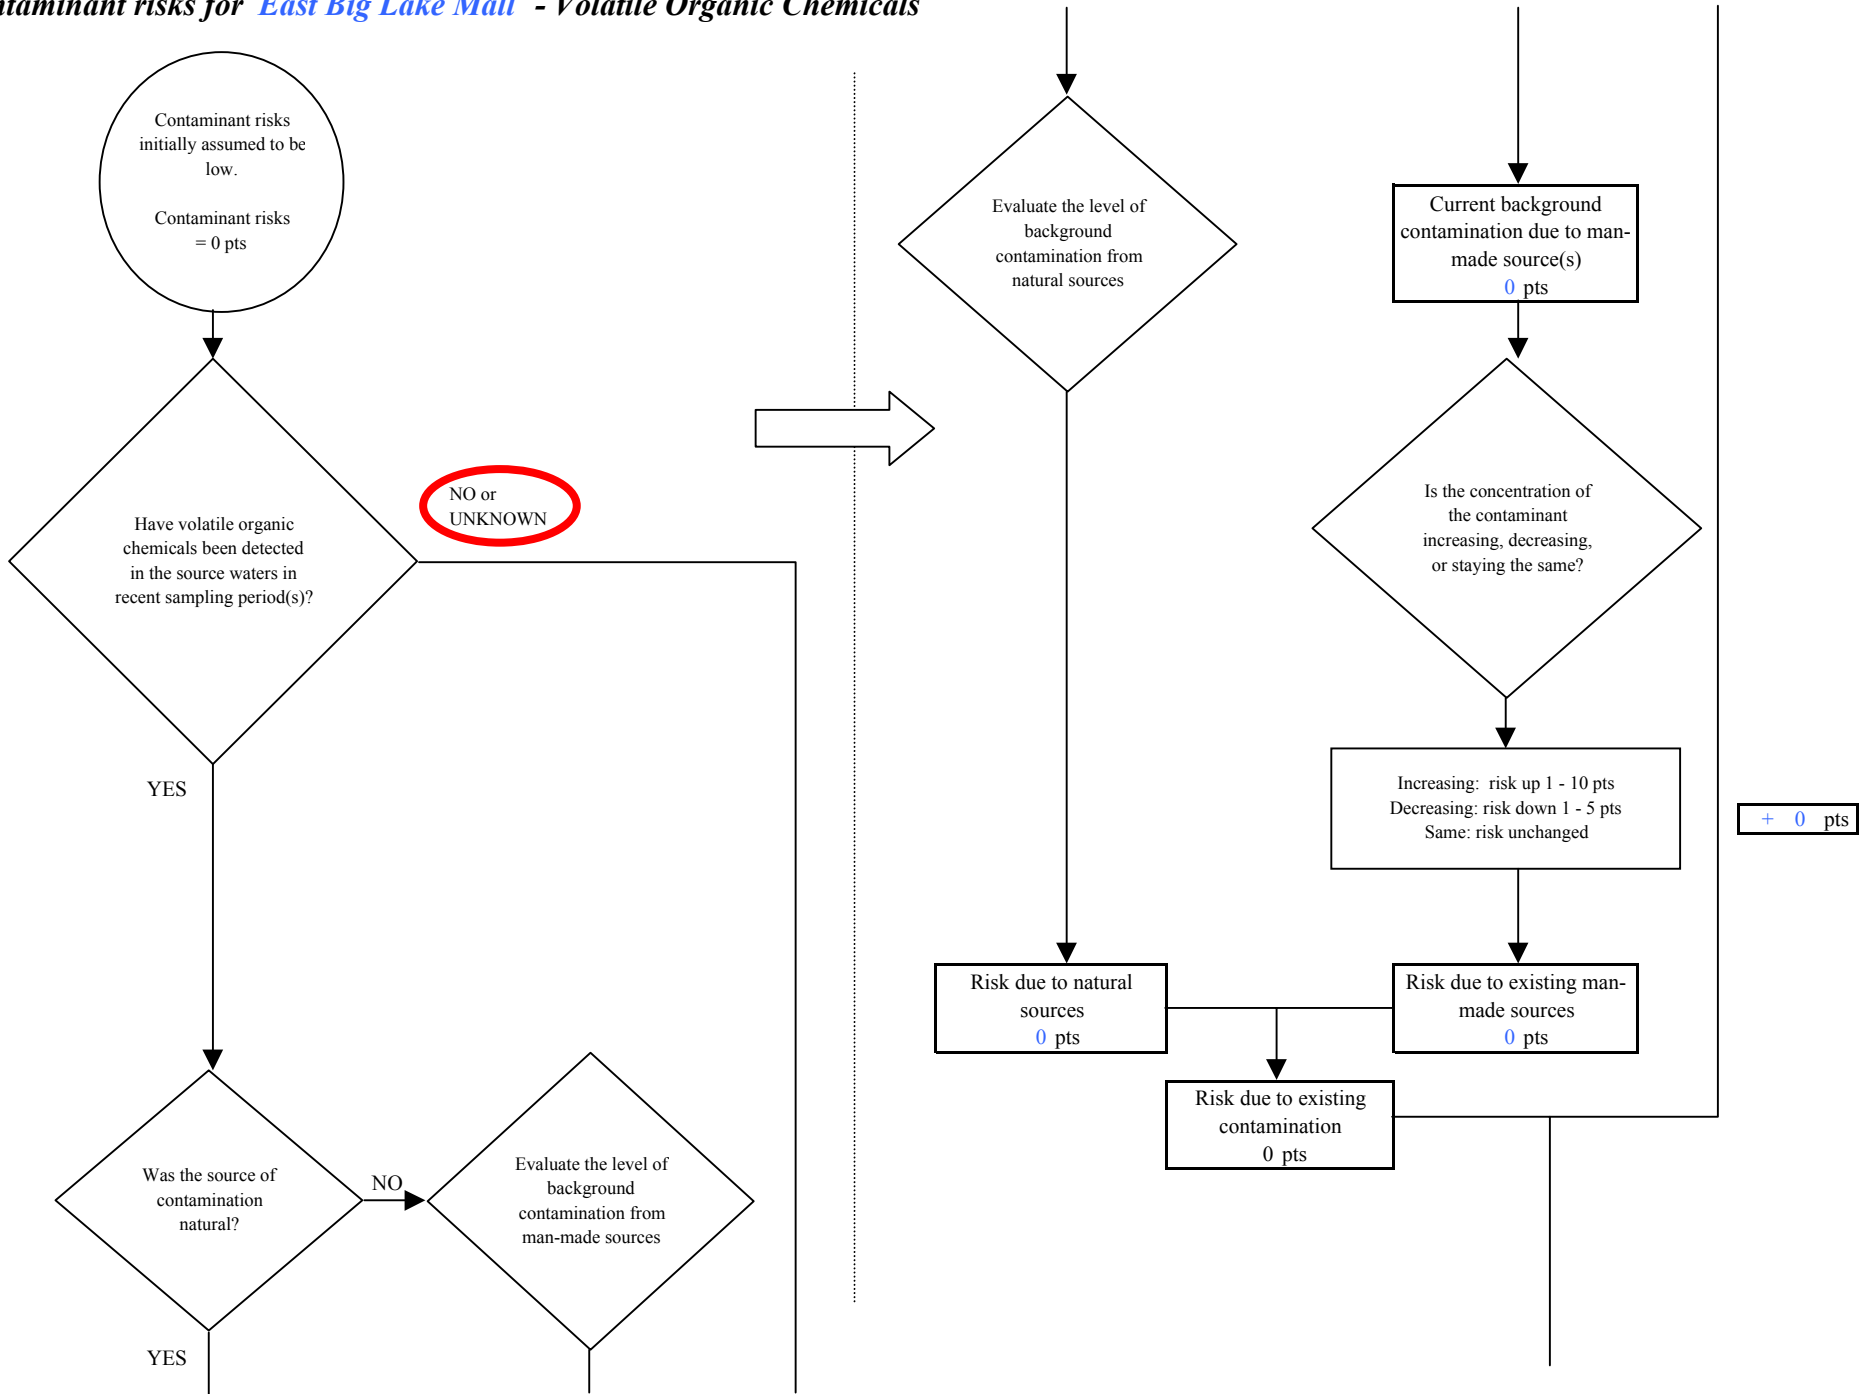 ntaminant risks for East Big Lake Mall - Volatile Organic Chemicals
Contaminant risks
initially assumed to be
low.
Contaminant risks
= 0 pts
Have volatile organic
chemicals been detected
in the source waters in
recent sampling period(s)?
NO or
UNKNOWN
YES
Was the source of
contamination
natural?
NO
Evaluate the level of
background
contamination from
man-made sources
YES
Evaluate the level of
background
contamination from
natural sources
Current background
contamination due to man-
made source(s)
0 pts
Is the concentration of
the contaminant
increasing, decreasing,
or staying the same?
Increasing: risk up 1 - 10 pts
Decreasing: risk down 1 - 5 pts
Same: risk unchanged
+ 0 pts
Risk due to natural
sources
0 pts
Risk due to existing man-
made sources
0 pts
Risk due to existing
contamination
0 pts